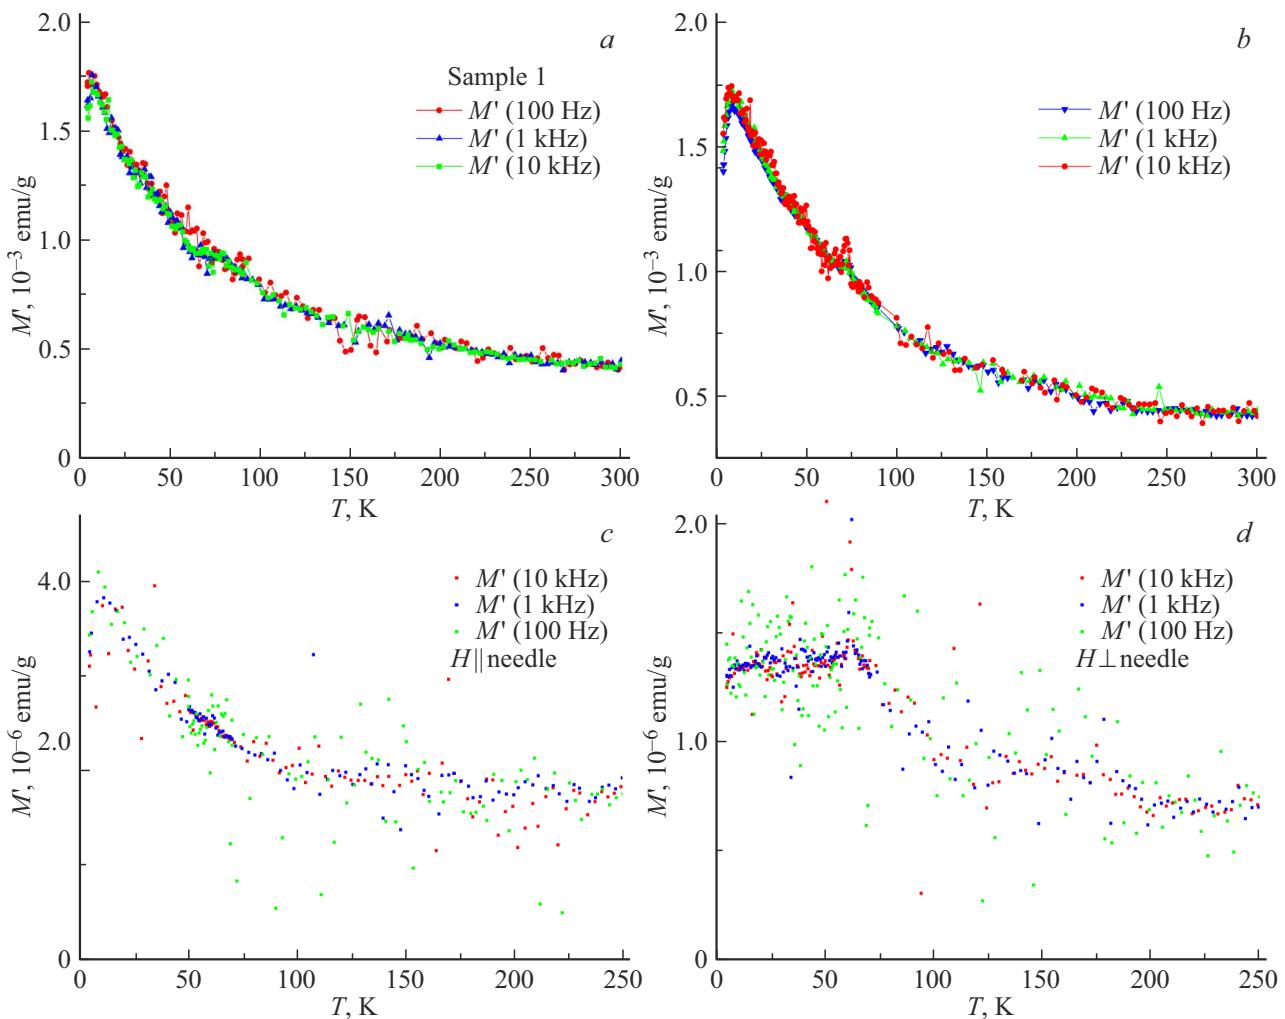 a
Sample 1
M' (100 Hz)
M' (1 kHz)
M' (10 kHz)
2.0
1.5
1.0
0.5
0
M', 10⁻³ emu/g
0 50 100 150 200 250 300
T, K
b
M' (100 Hz)
M' (1 kHz)
M' (10 kHz)
2.0
1.5
1.0
0.5
M', 10⁻³ emu/g
0 50 100 150 200 250 300
T, K
c
M' (10 kHz)
M' (1 kHz)
M' (100 Hz)
H || needle
4.0
2.0
0
M', 10⁻⁶ emu/g
0 50 100 150 200 250
T, K
d
M' (10 kHz)
M' (1 kHz)
M' (100 Hz)
H⊥needle
2.0
1.0
0
M', 10⁻⁶ emu/g
0 50 100 150 200 250
T, K